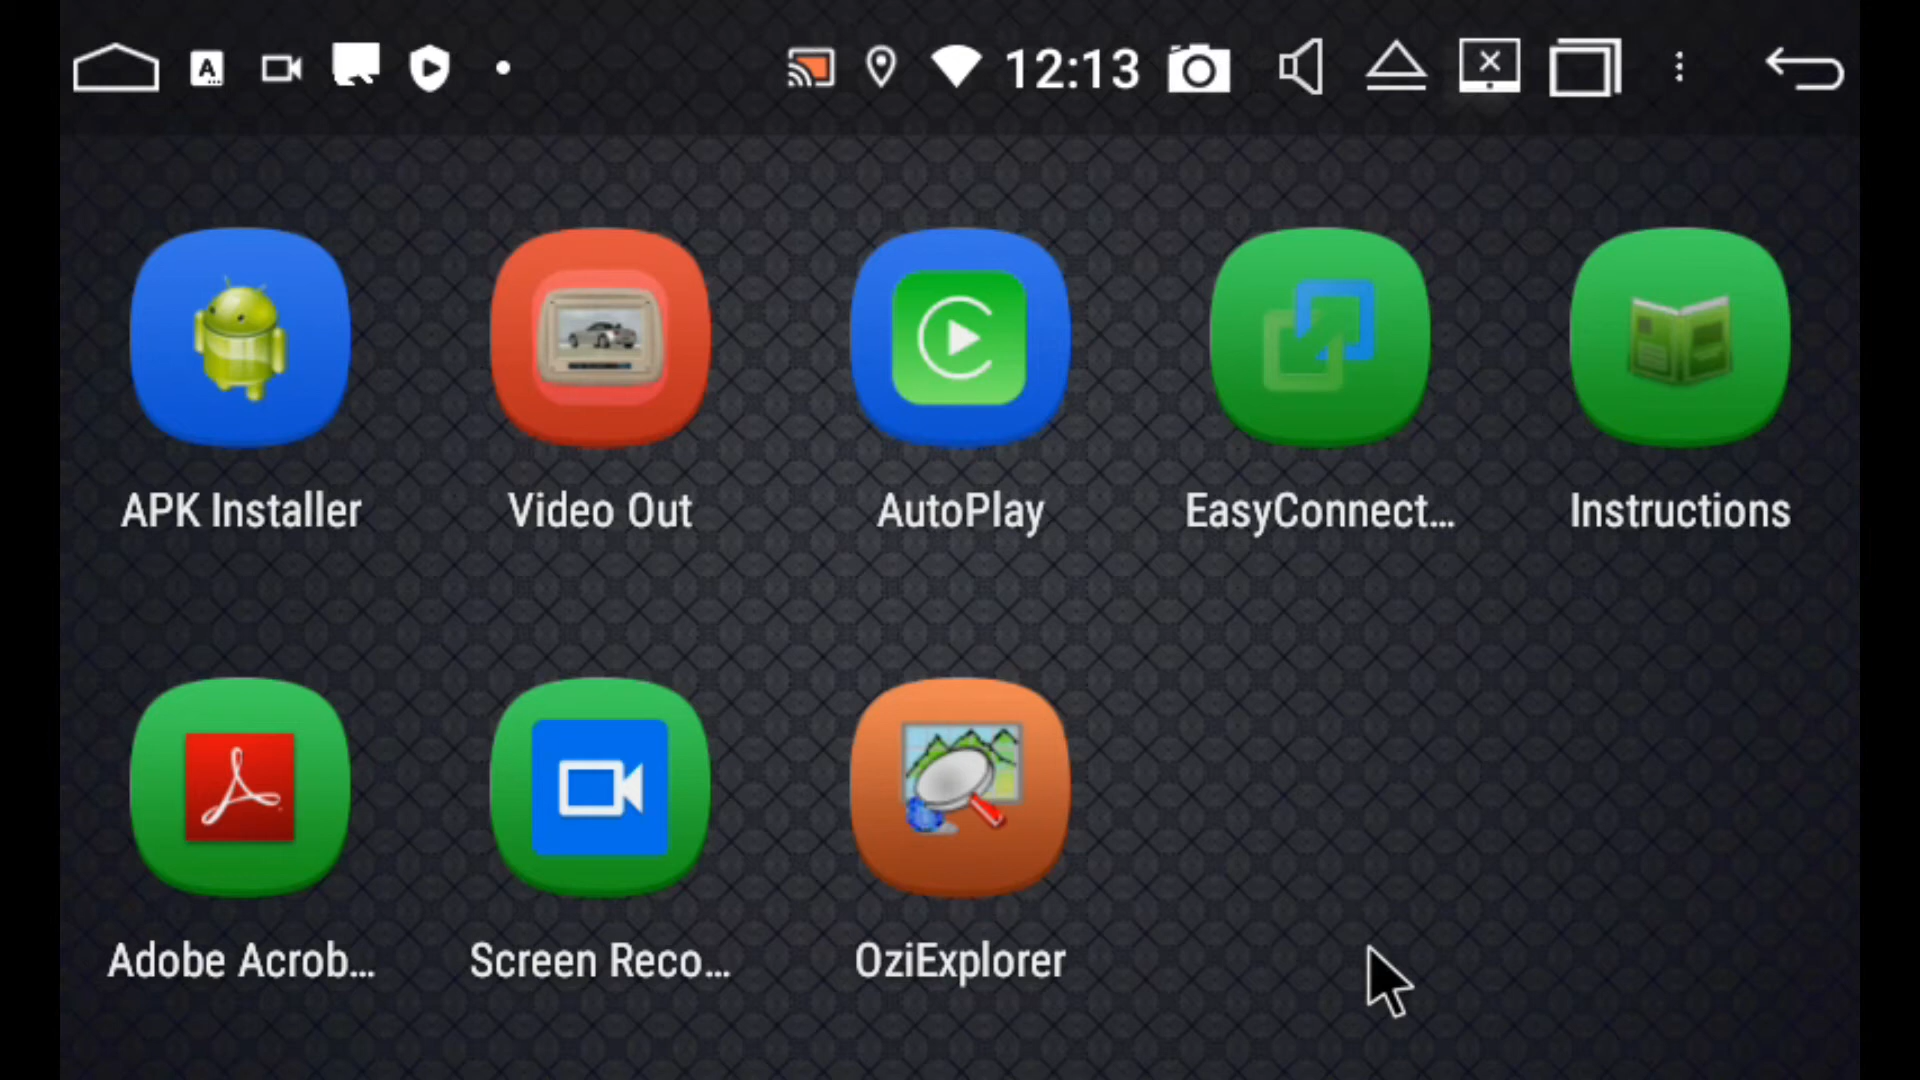 A
12:13
APK Installer
Video Out
AutoPlay
EasyConnect...
Instructions
Adobe Acrob...
Screen Reco...
OziExplorer